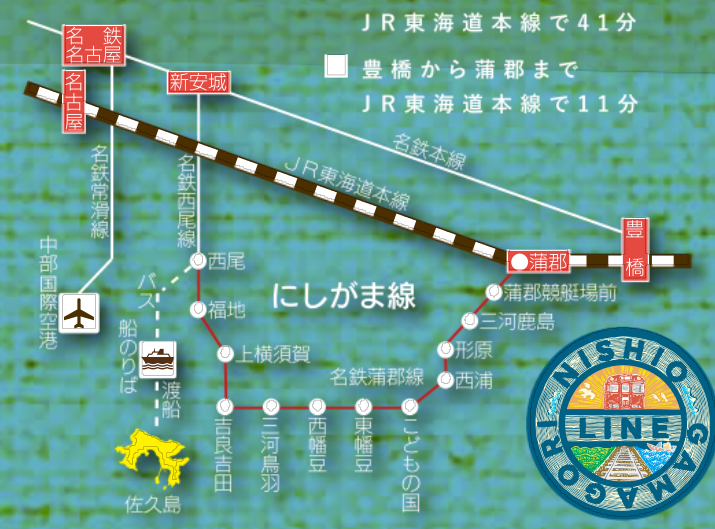 JR東海道本線で41分
豊橋から蒲郡まで
JR東海道本線で11分
名鉄
名古屋
名古屋
新安城
名鉄本線
JR東海道本線
名鉄常滑線
名鉄西尾線
豊橋
蒲郡
中部国際空港
バス
船のりば
渡船
佐久島
西尾
福地
上横須賀
吉良吉田
三河鳥羽
西幡豆
東幡豆
こどもの国
西浦
形原
三河鹿島
蒲郡競艇場前
にしがま線
名鉄蒲郡線
NISHIO
LINE
GAMAGORI